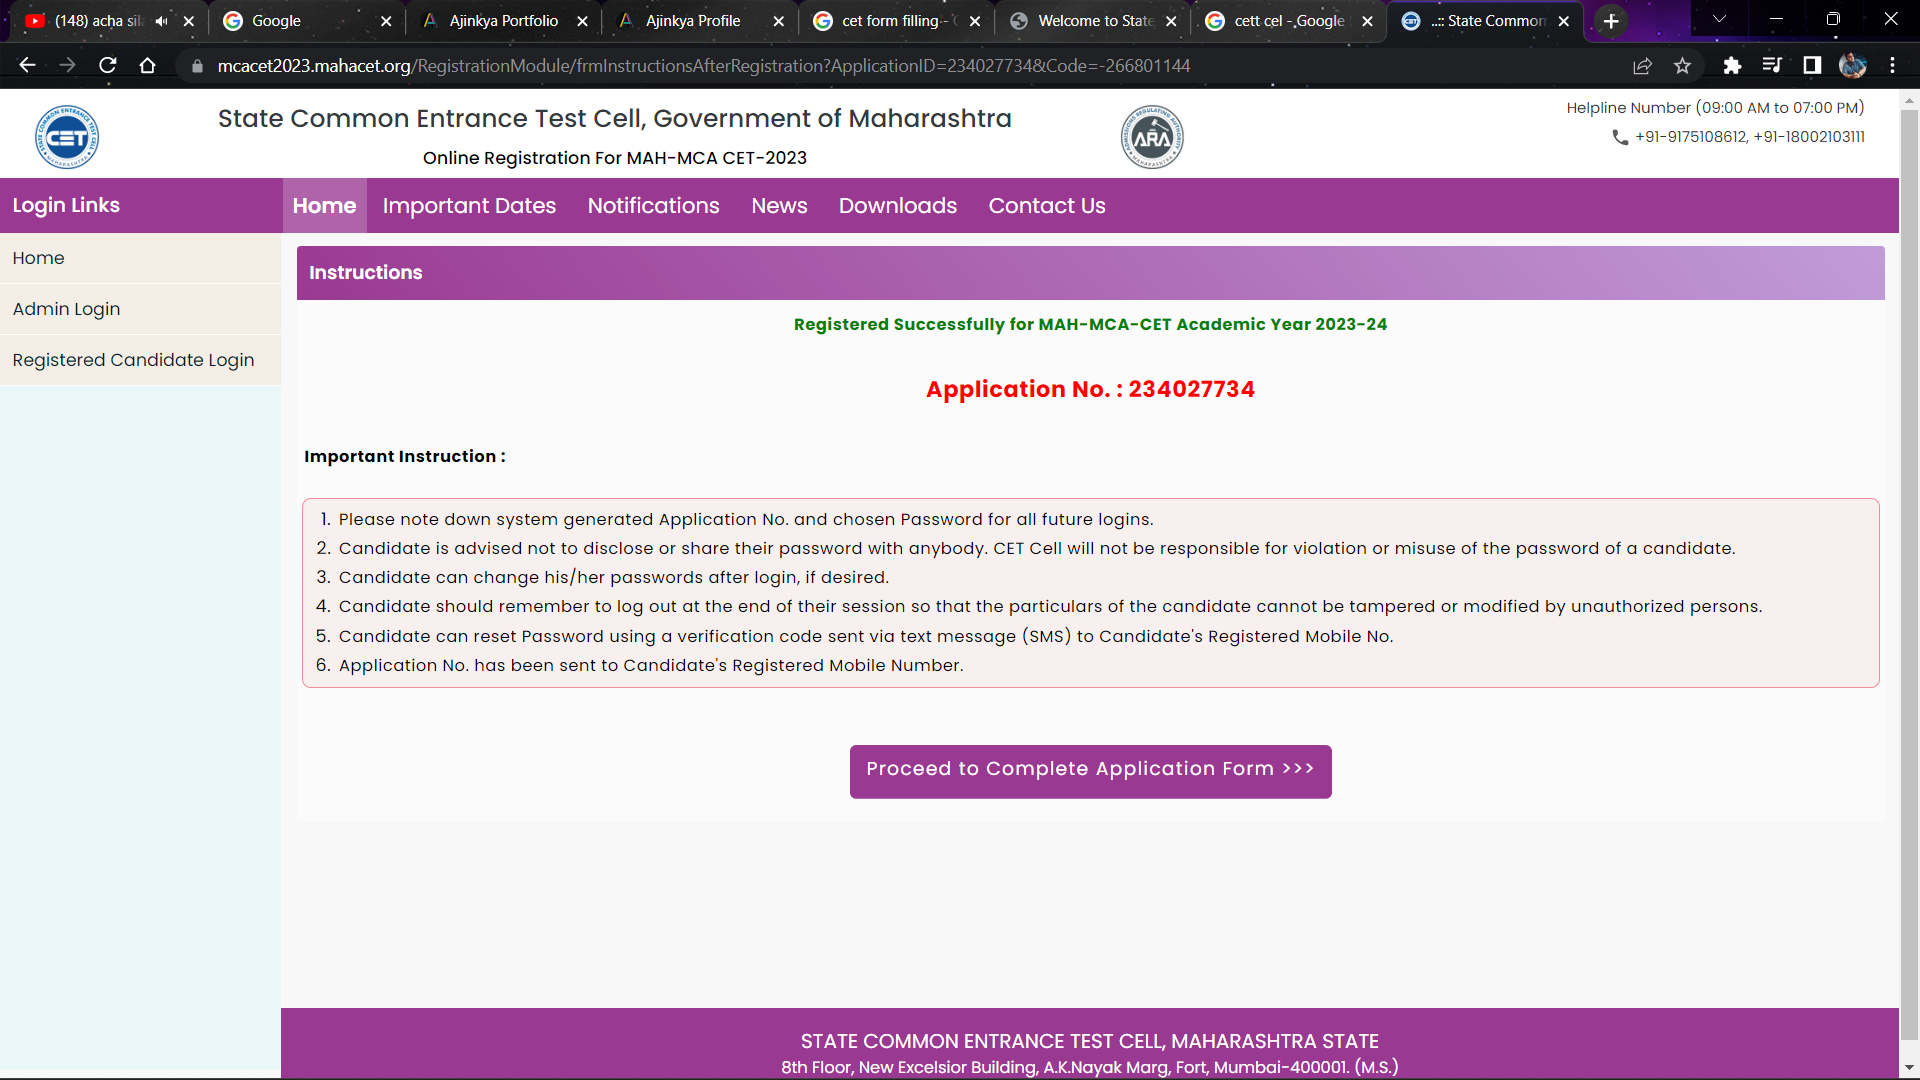 (148) acha sila
Google
Ajinkya Portfolio
Ajinkya Profile
cet form filling -
Welcome to State
cett cel - Google
..:: State Common
mcacet2023.mahacet.org/RegistrationModule/frmInstructionsAfterRegistration?ApplicationID=234027734&Code=-266801144
State Common Entrance Test Cell, Government of Maharashtra
Online Registration For MAH-MCA CET-2023
CET
ARA
Helpline Number (09:00 AM to 07:00 PM)
+91-9175108612, +91-18002103111
Login Links
Home Important Dates Notifications News Downloads Contact Us
Home
Admin Login
Registered Candidate Login
Instructions
Registered Successfully for MAH-MCA-CET Academic Year 2023-24
Application No. : 234027734
Important Instruction :
1. Please note down system generated Application No. and chosen Password for all future logins.
2. Candidate is advised not to disclose or share their password with anybody. CET Cell will not be responsible for violation or misuse of the password of a candidate.
3. Candidate can change his/her passwords after login, if desired.
4. Candidate should remember to log out at the end of their session so that the particulars of the candidate cannot be tampered or modified by unauthorized persons.
5. Candidate can reset Password using a verification code sent via text message (SMS) to Candidate's Registered Mobile No.
6. Application No. has been sent to Candidate's Registered Mobile Number.
Proceed to Complete Application Form >>>
STATE COMMON ENTRANCE TEST CELL, MAHARASHTRA STATE
8th Floor, New Excelsior Building, A.K.Nayak Marg, Fort, Mumbai-400001. (M.S.)